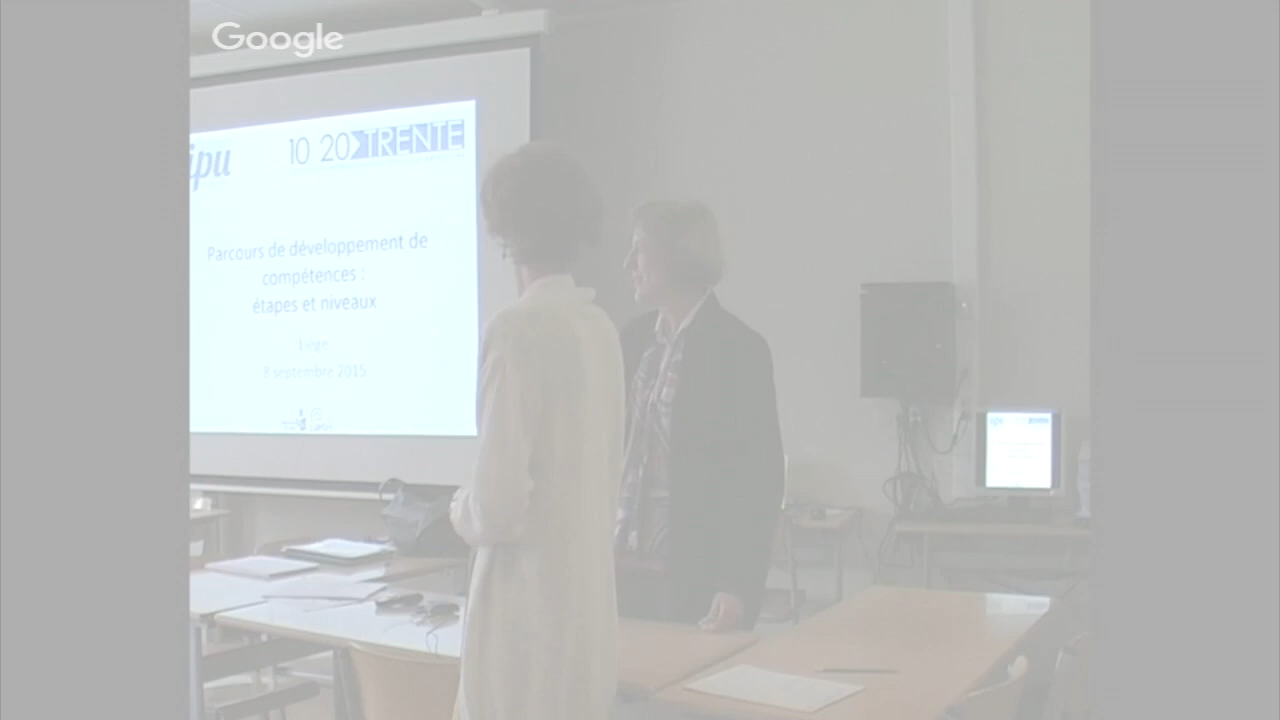 Google
ipu
10 20 TRENTE
Parcours de développement de
compétences :
étapes et niveaux
Liège
8 septembre 2015